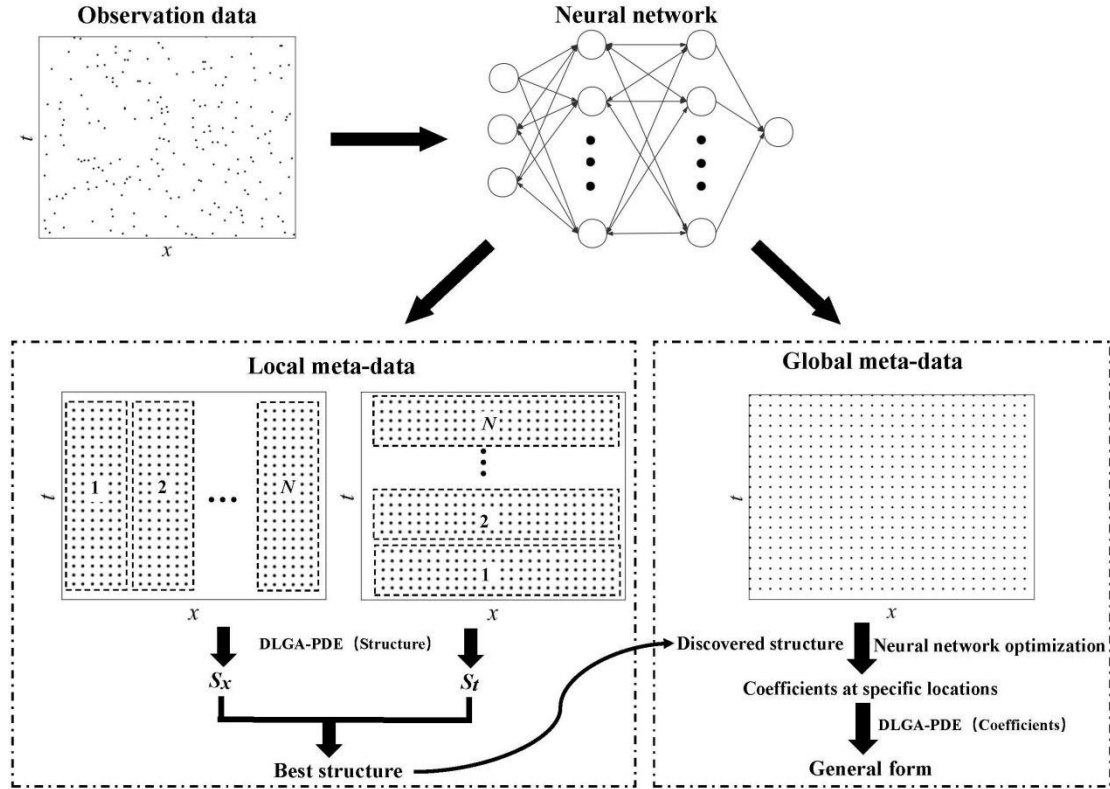 Observation data
Neural network
t
x
Local meta-data
Global meta-data
t
1
2
N
x
t
N
2
1
x
t
x
DLGA-PDE (Structure)
Sx
St
Best structure
Discovered structure
Neural network optimization
Coefficients at specific locations
DLGA-PDE (Coefficients)
General form